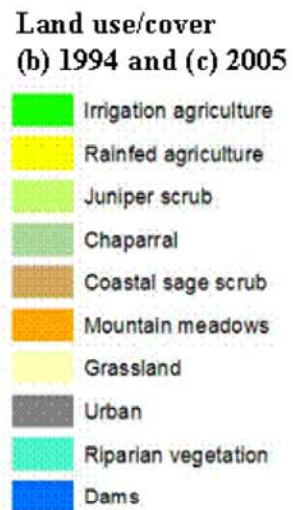 Land use/cover
(b) 1994 and (c) 2005
Irrigation agriculture
Rainfed agriculture
Juniper scrub
Chaparral
Coastal sage scrub
Mountain meadows
Grassland
Urban
Riparian vegetation
Dams